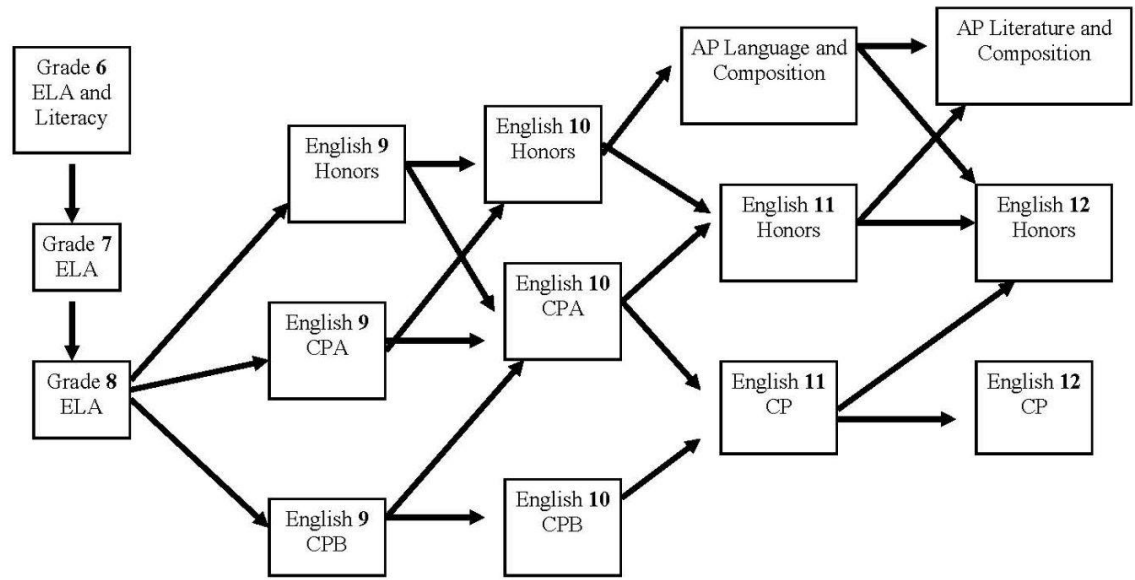 Grade 6
ELA and
Literacy
Grade 7
ELA
Grade 8
ELA
English 9
Honors
English 9
CPA
English 9
CPB
English 10
Honors
English 10
CPA
English 10
CPB
AP Language and
Composition
English 11
Honors
English 11
CP
AP Literature and
Composition
English 12
Honors
English 12
CP